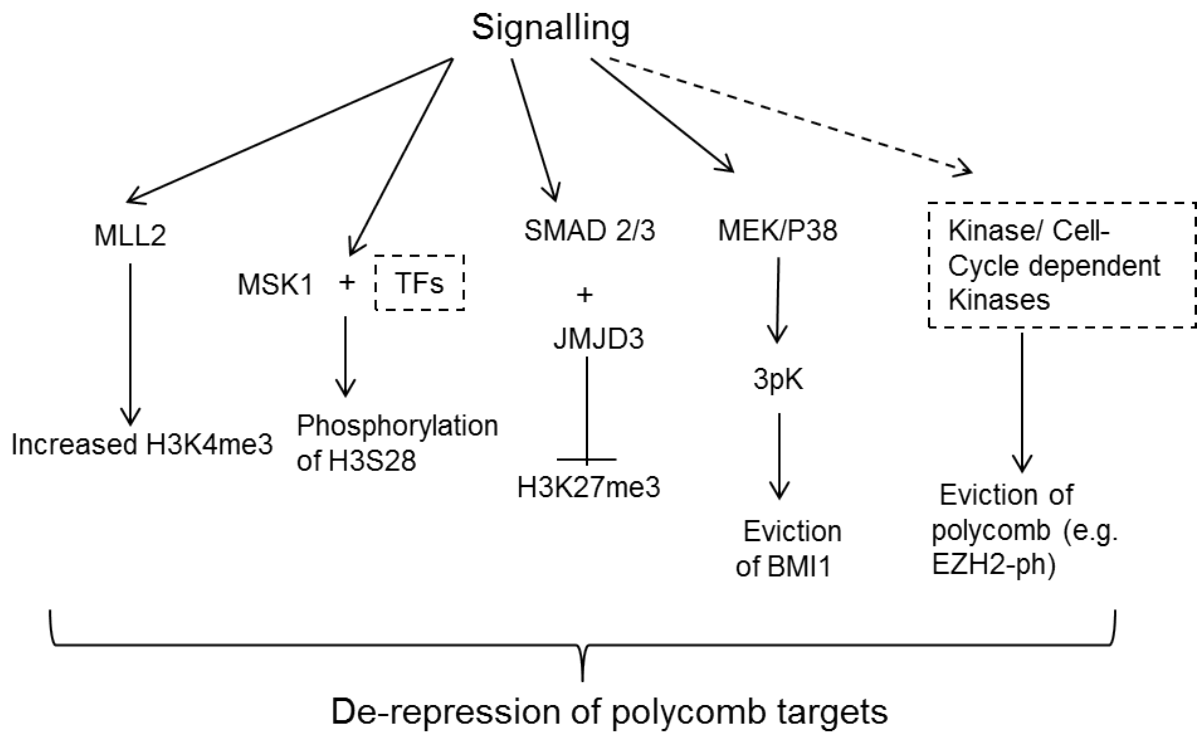 Signalling
MLL2
MSK1 + TFs
SMAD 2/3
+
JMJD3
MEK/P38
Kinase/ Cell-
Cycle dependent
Kinases
3pK
Increased H3K4me3
Phosphorylation
of H3S28
H3K27me3
Eviction
of BMI1
Eviction of
polycomb (e.g.
EZH2-ph)
De-repression of polycomb targets